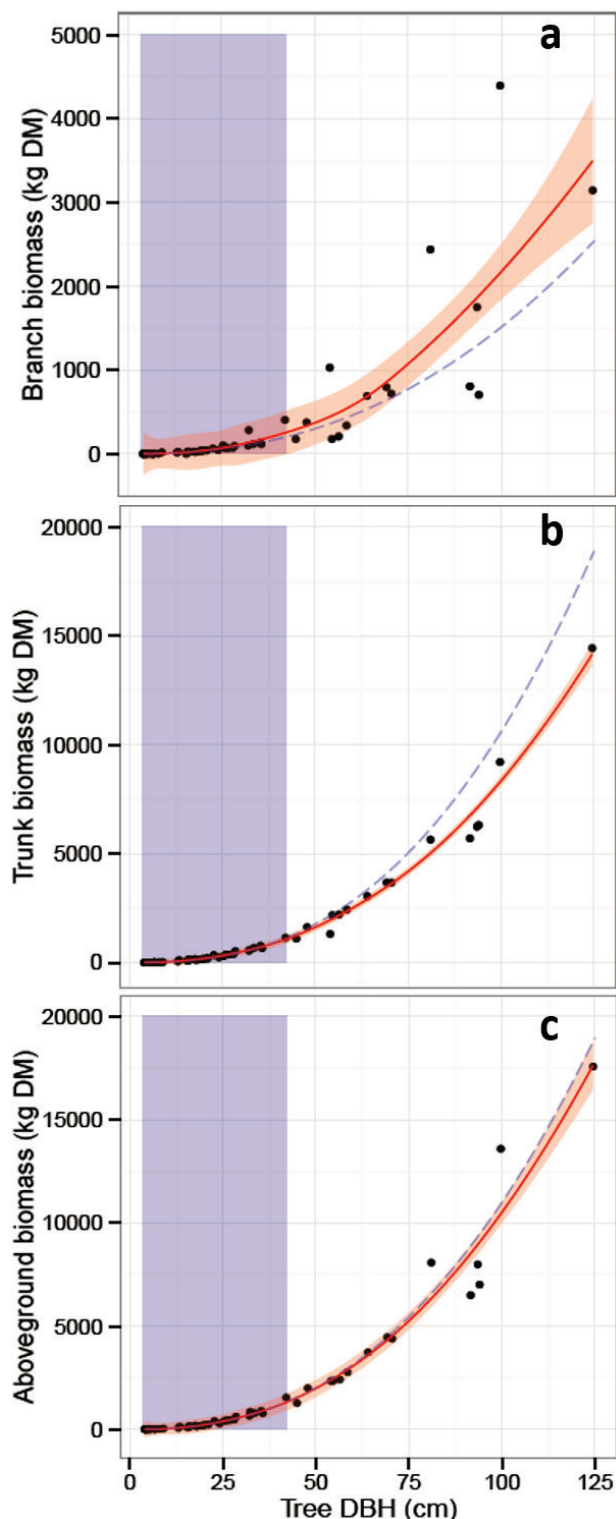 a
5000
4000
3000
2000
1000
0
Branch biomass (kg DM)
b
20000
15000
10000
5000
0
Trunk biomass (kg DM)
c
20000
15000
10000
5000
0
Aboveground biomass (kg DM)
0 25 50 75 100 125
Tree DBH (cm)